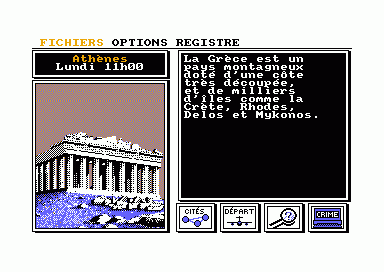 FICHIERS OPTIONS REGISTRE
Athènes
Lundi 11h00
La Grèce est un
pays montagneux
doté d'une côte
très découpée,
et de milliers
d'îles comme la
Crète, Rhodes,
Delos et Mykonos.
CITÉS
DÉPART
?
CRIME